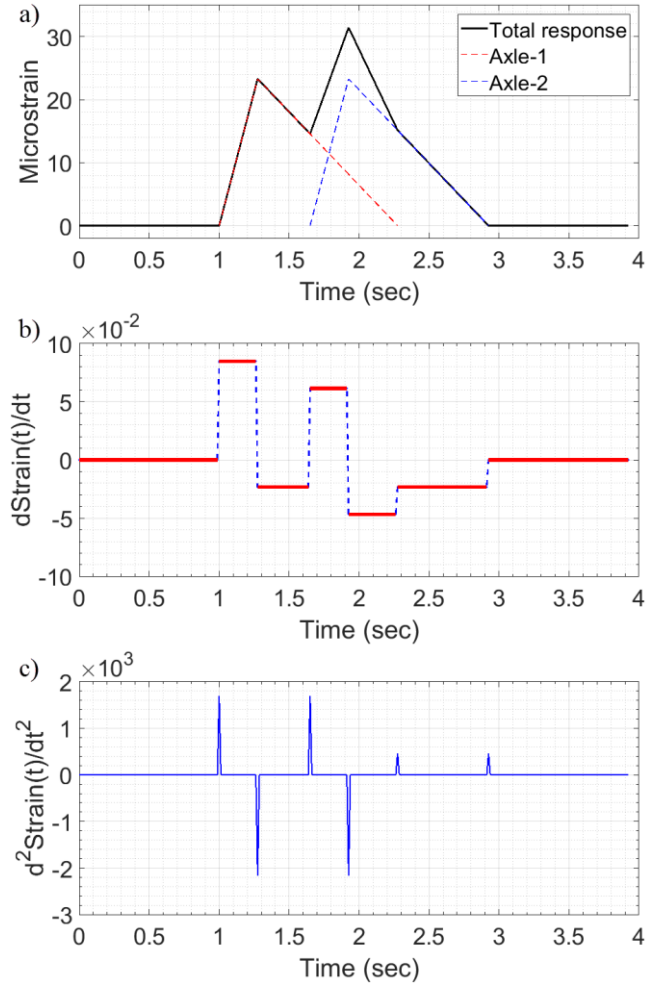 a)
Microstrain
30
20
10
0
Total response
Axle-1
Axle-2
0 0.5 1 1.5 2 2.5 3 3.5 4
Time (sec)
b)
×10⁻²
dStrain(t)/dt
10
5
0
-5
-10
0 0.5 1 1.5 2 2.5 3 3.5 4
Time (sec)
c)
×10³
d²Strain(t)/dt²
2
1
0
-1
-2
-3
0 0.5 1 1.5 2 2.5 3 3.5 4
Time (sec)